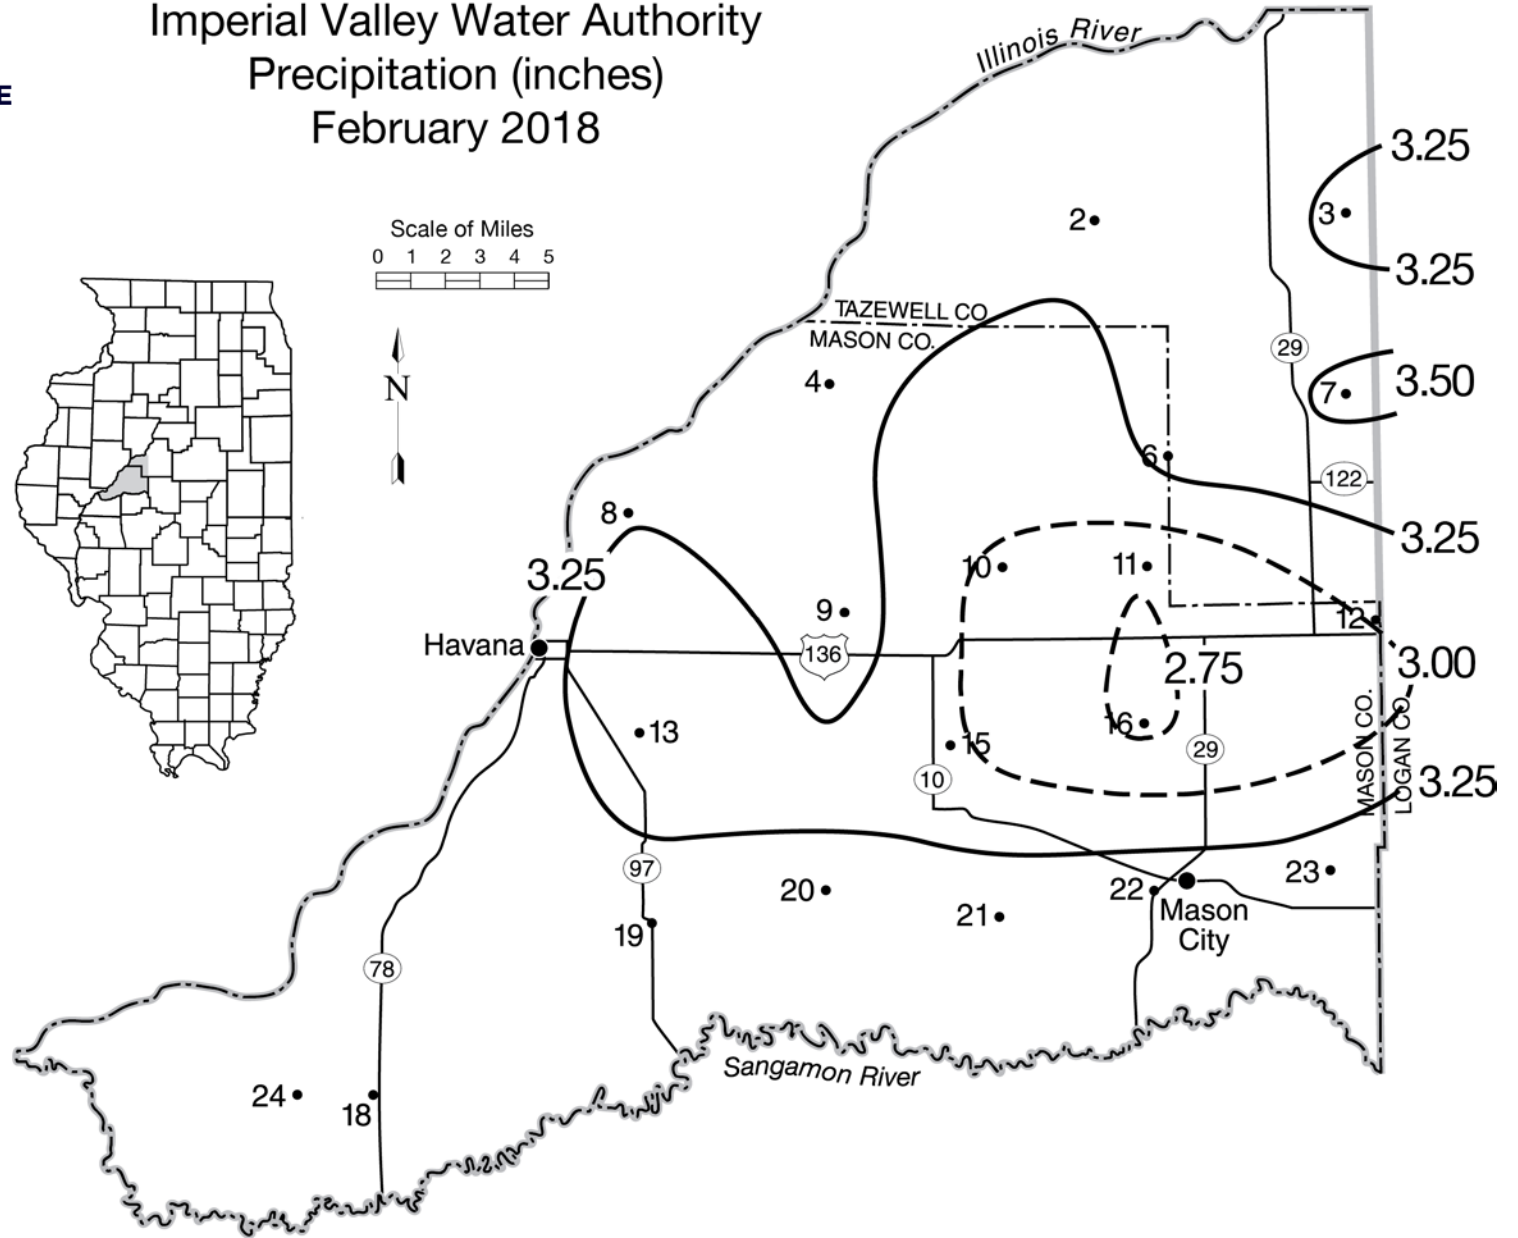 Imperial Valley Water Authority
Precipitation (inches)
February 2018
E
Illinois River
3.25
3
2
3.25
Scale of Miles
0 1 2 3 4 5
TAZEWELL CO
MASON CO.
29
N
4
7
3.50
6
122
8
3.25
3.25
10
11
9
12
Havana
136
2.75
3.00
16
13
15
29
MASON CO.
LOGAN CO.
10
3.25
97
20
22
23
21
Mason
City
19
78
Sangamon River
24
18